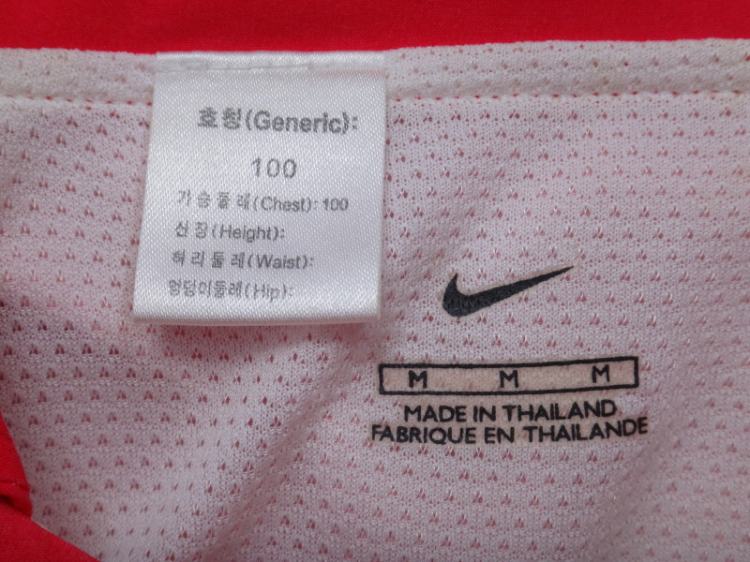 호칭(Generic):
100
가슴둘레(Chest): 100
신장(Height):
허리둘레(Waist):
엉덩이둘레(Hip):
M M M
MADE IN THAILAND
FABRIQUE EN THAILANDE